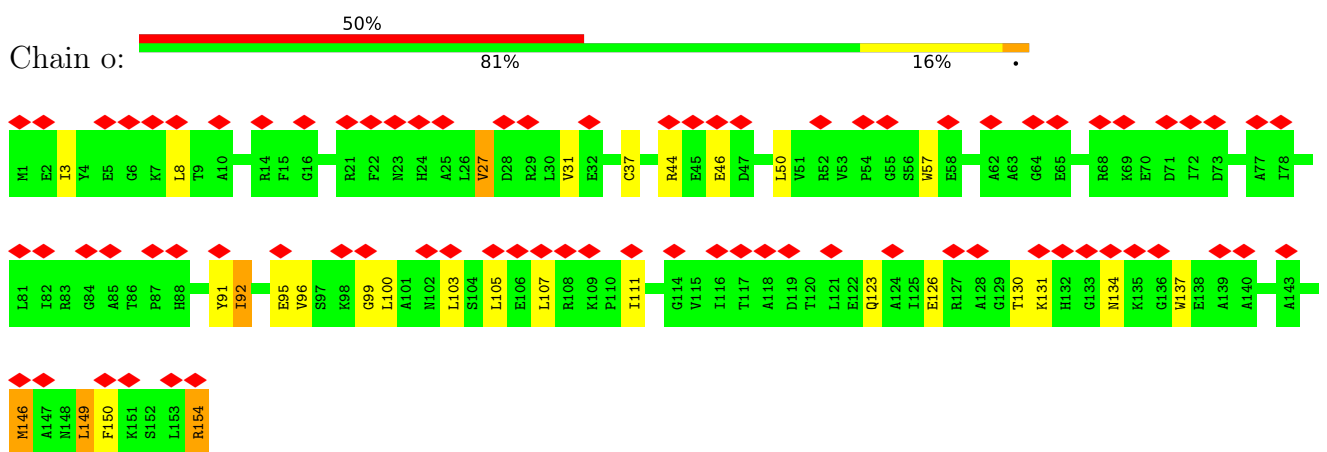 50%
Chain o:
81% 16% •
M1 E2 I3 Y4 E5 G6 K7 L8 T9 A10 R14 F15 G16 R21 F22 N23 H24 A25 L26 V27 D28 R29 L30 V31 E32 C37 R44 E45 E46 D47 L50 V51 R52 V53 P54 G55 S56 W57 E58 A62 A63 G64 E65 R68 K69 E70 D71 I72 D73 A77 I78
L81 I82 R83 G84 A85 T86 P87 H88 Y91 I92 E95 V96 S97 K98 G99 L100 A101 N102 L103 S104 L105 E106 L107 R108 K109 P110 I111 G114 V115 I116 T117 A118 D119 T120 L121 E122 Q123 A124 I125 E126 R127 A128 G129 T130 K131 H132 G133 N134 K135 G136 W137 E138 A139 A140 A143
M146 A147 N148 L149 F150 K151 S152 L153 R154